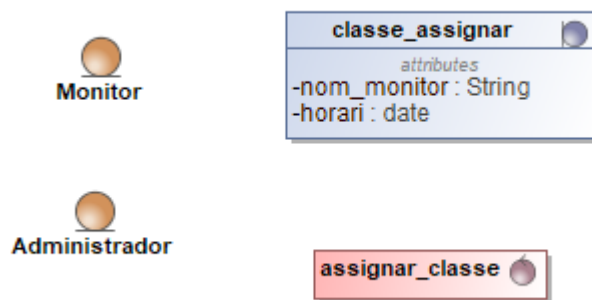 classe_assignar
attributes
-nom_monitor : String
-horari : date
Monitor
Administrador
assignar_classe